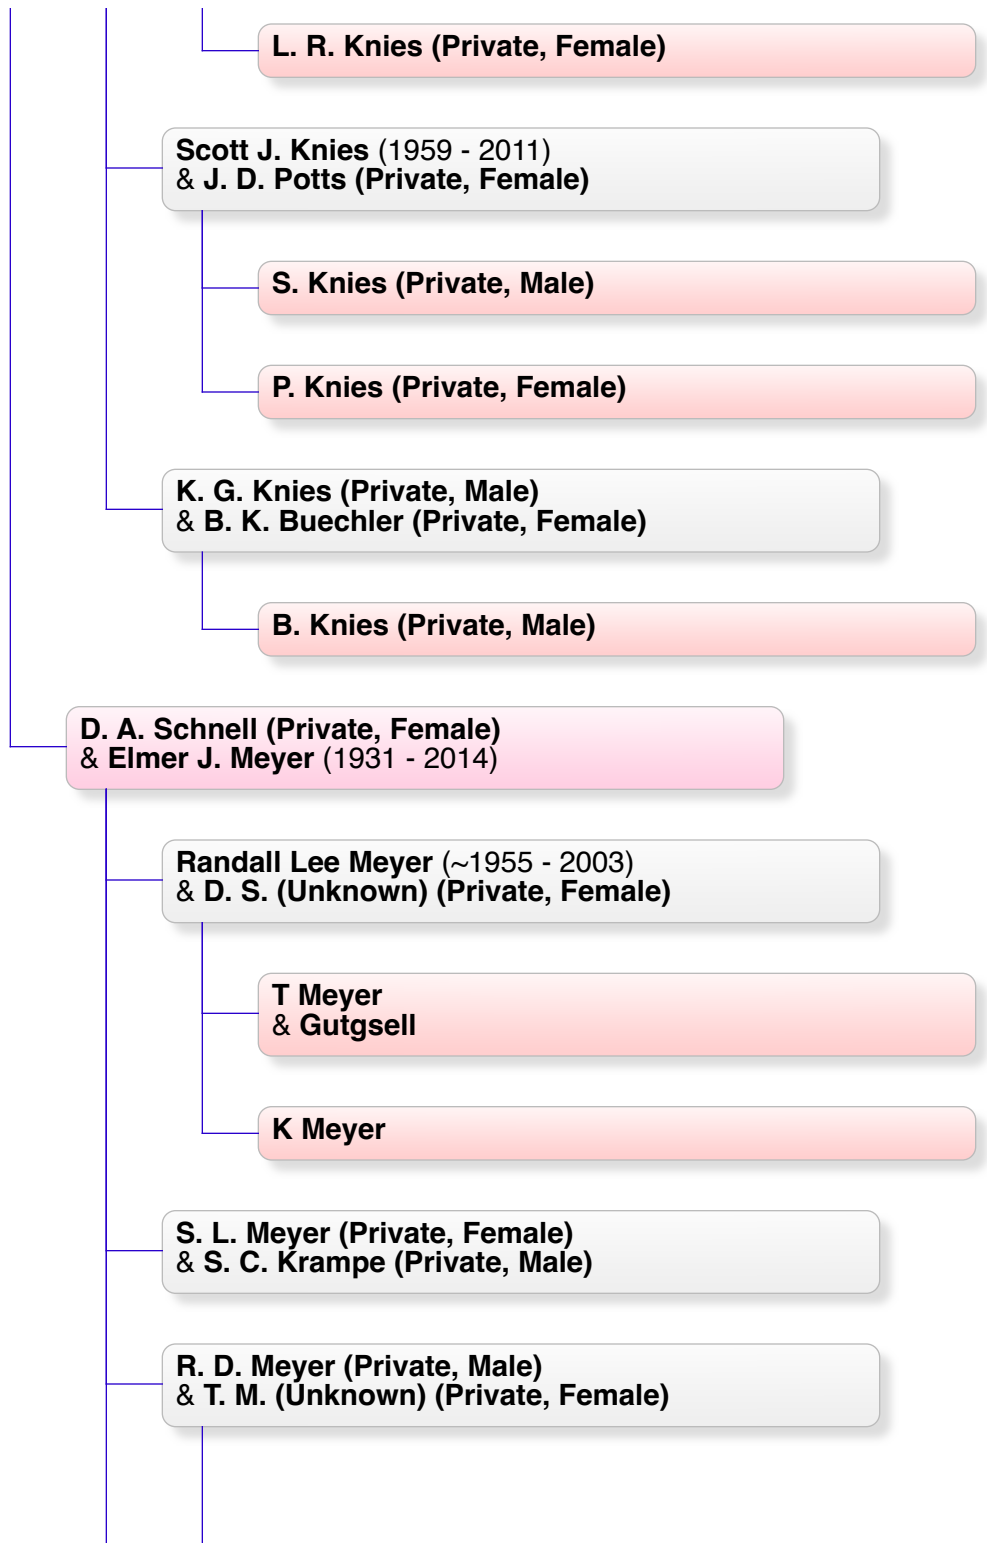 L. R. Knies (Private, Female)
Scott J. Knies (1959 - 2011)
& J. D. Potts (Private, Female)
S. Knies (Private, Male)
P. Knies (Private, Female)
K. G. Knies (Private, Male)
& B. K. Buechler (Private, Female)
B. Knies (Private, Male)
D. A. Schnell (Private, Female)
& Elmer J. Meyer (1931 - 2014)
Randall Lee Meyer (~1955 - 2003)
& D. S. (Unknown) (Private, Female)
T Meyer
& Gutgsell
K Meyer
S. L. Meyer (Private, Female)
& S. C. Krampe (Private, Male)
R. D. Meyer (Private, Male)
& T. M. (Unknown) (Private, Female)